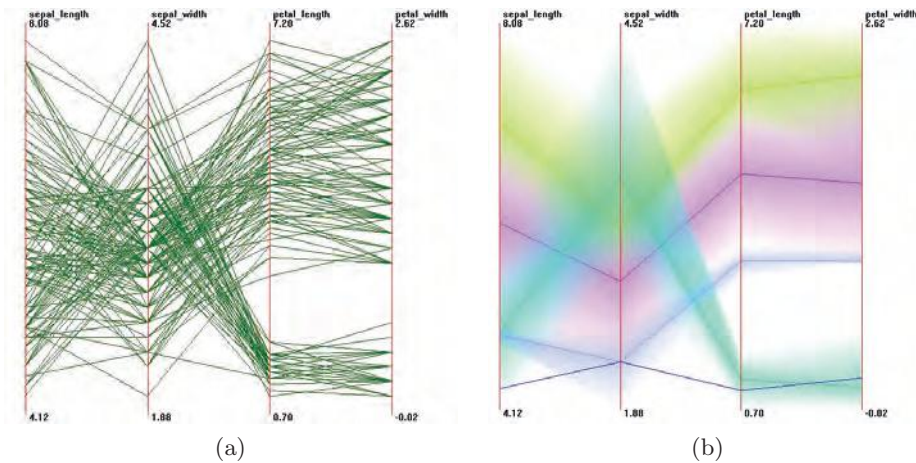 sepal_length sepal_width petal_length petal_width
8.08 4.52 7.20 2.62
4.12 1.88 0.70 -0.02
(a)
sepal_length sepal_width petal_length petal_width
8.08 4.52 7.20 2.62
4.12 1.88 0.70 -0.02
(b)